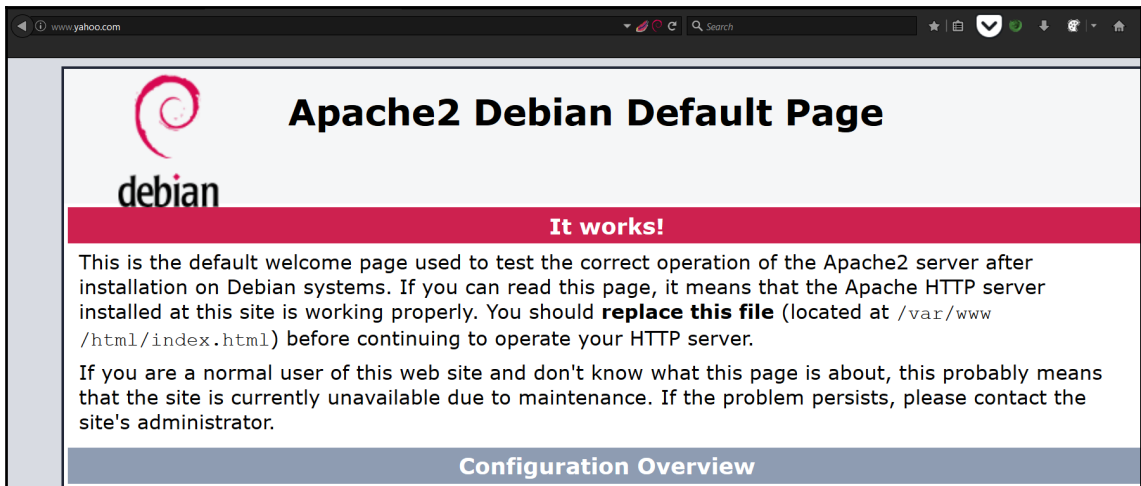 www.yahoo.com
Search
debian
Apache2 Debian Default Page
It works!
This is the default welcome page used to test the correct operation of the Apache2 server after
installation on Debian systems. If you can read this page, it means that the Apache HTTP server
installed at this site is working properly. You should replace this file (located at /var/www
/html/index.html) before continuing to operate your HTTP server.
If you are a normal user of this web site and don't know what this page is about, this probably means
that the site is currently unavailable due to maintenance. If the problem persists, please contact the
site's administrator.
Configuration Overview